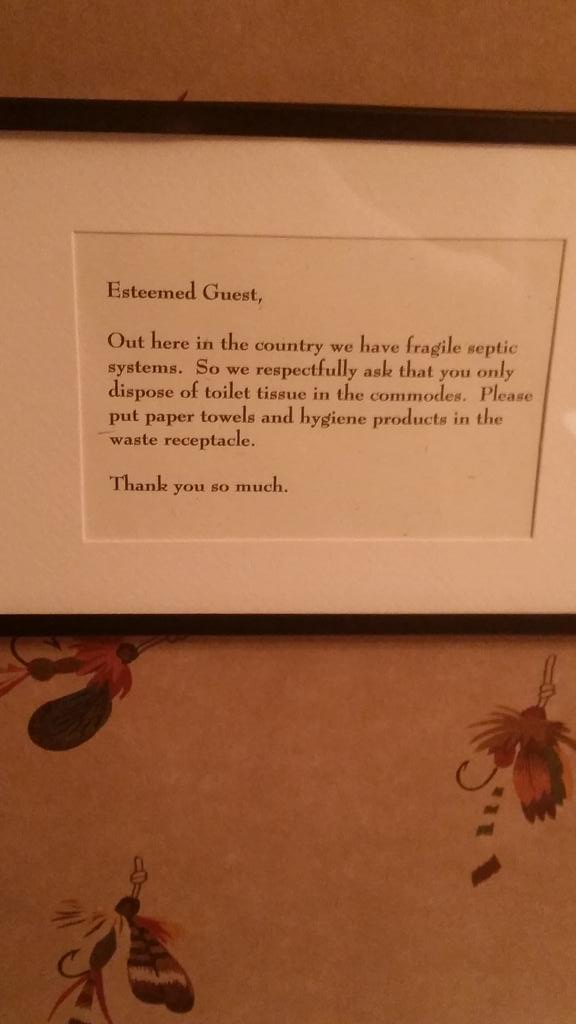 Esteemed Guest,
Out here in the country we have fragile septic
systems. So we respectfully ask that you only
dispose of toilet tissue in the commodes. Please
put paper towels and hygiene products in the
waste receptacle.
Thank you so much.